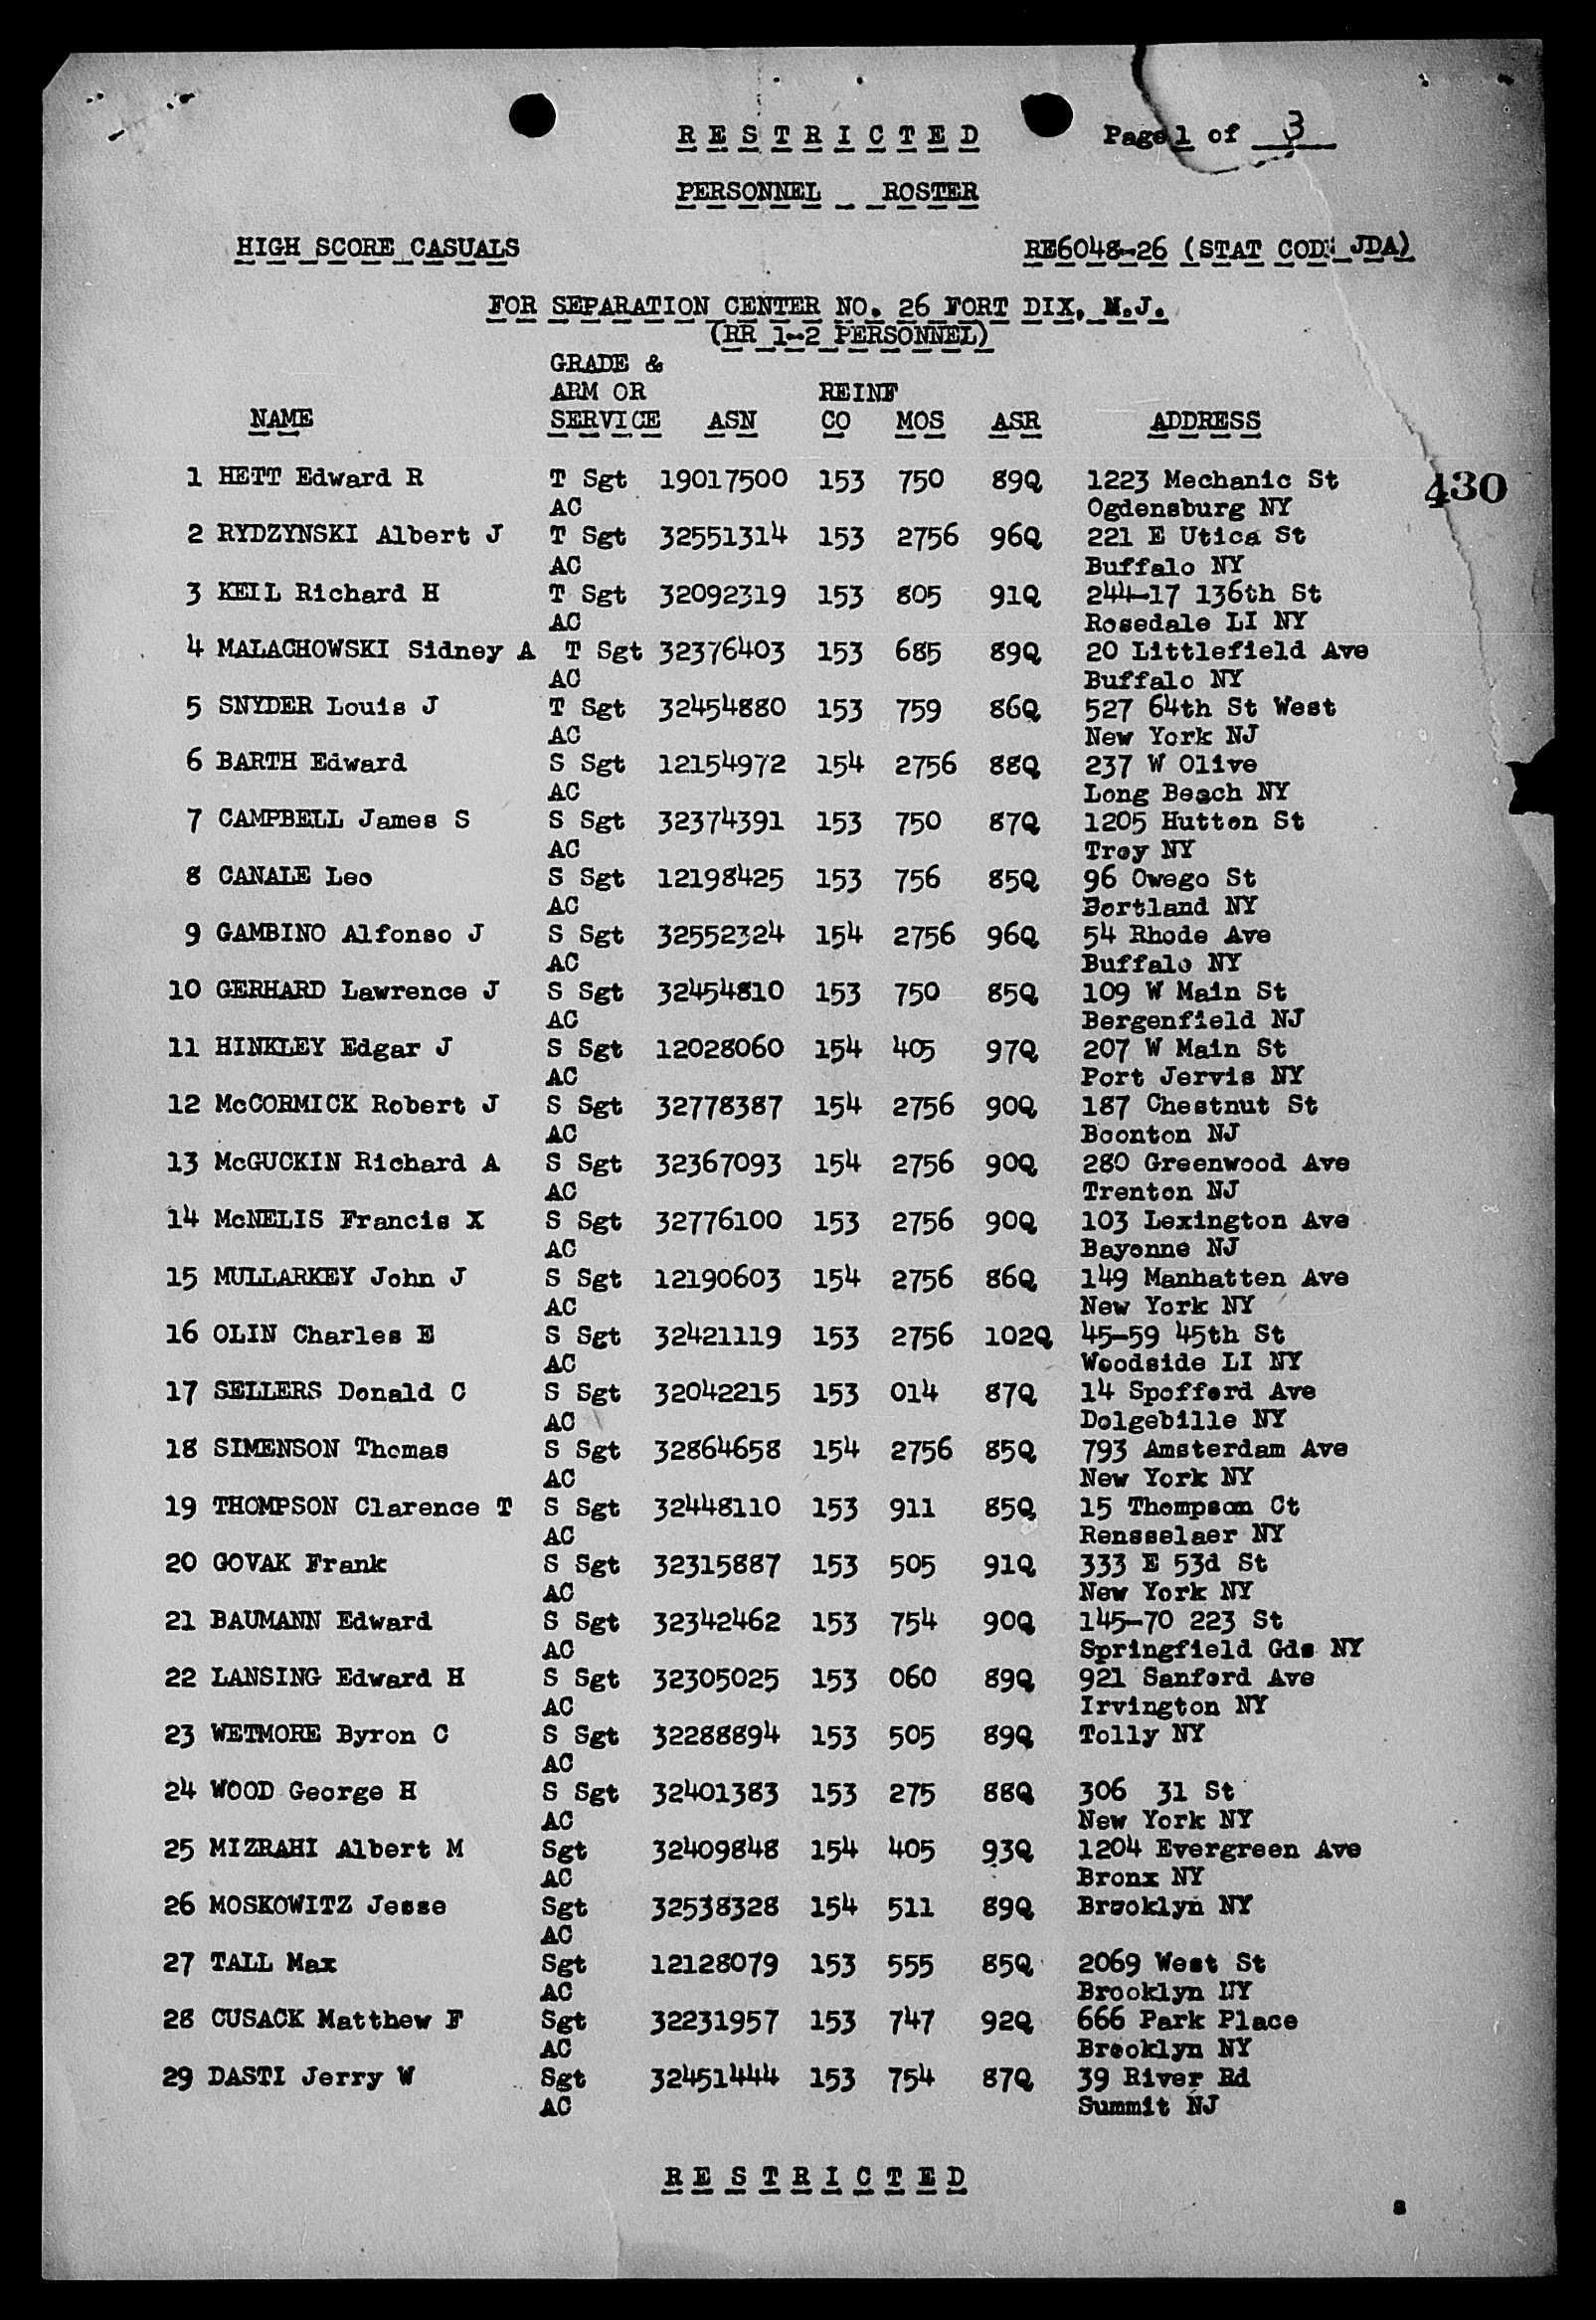 RESTRICTED Page 1 of 3
PERSONNEL ROSTER
HIGH SCORE CASUALS RE6048-26 (STAT CODE JDA)
FOR SEPARATION CENTER NO. 26 FORT DIX, N.J.
(RR 1-2 PERSONNEL)
GRADE &
ARM OR REINF
NAME SERVICE ASN CO MOS ASR ADDRESS
1 HETT Edward R T Sgt 19017500 153 750 89Q 1223 Mechanic St
430
AC Ogdensburg NY
2 RYDZYNSKI Albert J T Sgt 32551314 153 2756 96Q 221 E Utica St
AC Buffalo NY
3 KEIL Richard H T Sgt 32092319 153 805 91Q 244-17 136th St
AC Rosedale LI NY
4 MALACHOWSKI Sidney A T Sgt 32376403 153 685 89Q 20 Littlefield Ave
AC Buffalo NY
5 SNYDER Louis J T Sgt 32454880 153 759 86Q 527 64th St West
AC New York NJ
6 BARTH Edward S Sgt 12154972 154 2756 88Q 237 W Olive
AC Long Beach NY
7 CAMPBELL James S S Sgt 32374391 153 750 87Q 1205 Hutton St
AC Troy NY
8 CANALE Leo S Sgt 12198425 153 756 85Q 96 Owego St
AC Cortland NY
9 GAMBINO Alfonso J S Sgt 32552324 154 2756 96Q 54 Rhode Ave
AC Buffalo NY
10 GERHARD Lawrence J S Sgt 32454810 153 750 85Q 109 W Main St
AC Bergenfield NJ
11 HINKLEY Edgar J S Sgt 12028060 154 405 97Q 207 W Main St
AC Port Jervis NY
12 McCORMICK Robert J S Sgt 32778387 154 2756 90Q 187 Chestnut St
AC Boonton NJ
13 McGUCKIN Richard A S Sgt 32367093 154 2756 90Q 280 Greenwood Ave
AC Trenton NJ
14 McNELIS Francis X S Sgt 32776100 153 2756 90Q 103 Lexington Ave
AC Bayonne NJ
15 MULLARKEY John J S Sgt 12190603 154 2756 86Q 149 Manhatten Ave
AC New York NY
16 OLIN Charles E S Sgt 32421119 153 2756 102Q 45-59 45th St
AC Woodside LI NY
17 SELLERS Donald C S Sgt 32042215 153 014 87Q 14 Spofford Ave
AC Dolgebille NY
18 SIMENSON Thomas S Sgt 32864658 154 2756 85Q 793 Amsterdam Ave
AC New York NY
19 THOMPSON Clarence T S Sgt 32448110 153 911 85Q 15 Thompson Ct
AC Rensselaer NY
20 GOVAK Frank S Sgt 32315887 153 505 91Q 333 E 53d St
AC New York NY
21 BAUMANN Edward S Sgt 32342462 153 754 90Q 145-70 223 St
AC Springfield Gds NY
22 LANSING Edward H S Sgt 32305025 153 060 89Q 921 Sanford Ave
AC Irvington NY
23 WETMORE Byron C S Sgt 32288894 153 505 89Q Tolly NY
AC
24 WOOD George H S Sgt 32401383 153 275 88Q 306 31 St
AC New York NY
25 MIZRAHI Albert M Sgt 32409848 154 405 93Q 1204 Evergreen Ave
AC Bronx NY
26 MOSKOWITZ Jesse Sgt 32538328 154 511 89Q Brooklyn NY
AC
27 TALL Max Sgt 12128079 153 555 85Q 2069 West St
AC Brooklyn NY
28 CUSACK Matthew F Sgt 32231957 153 747 92Q 666 Park Place
AC Brooklyn NY
29 DASTI Jerry W Sgt 32451444 153 754 87Q 39 River Rd
AC Summit NJ
RESTRICTED
s